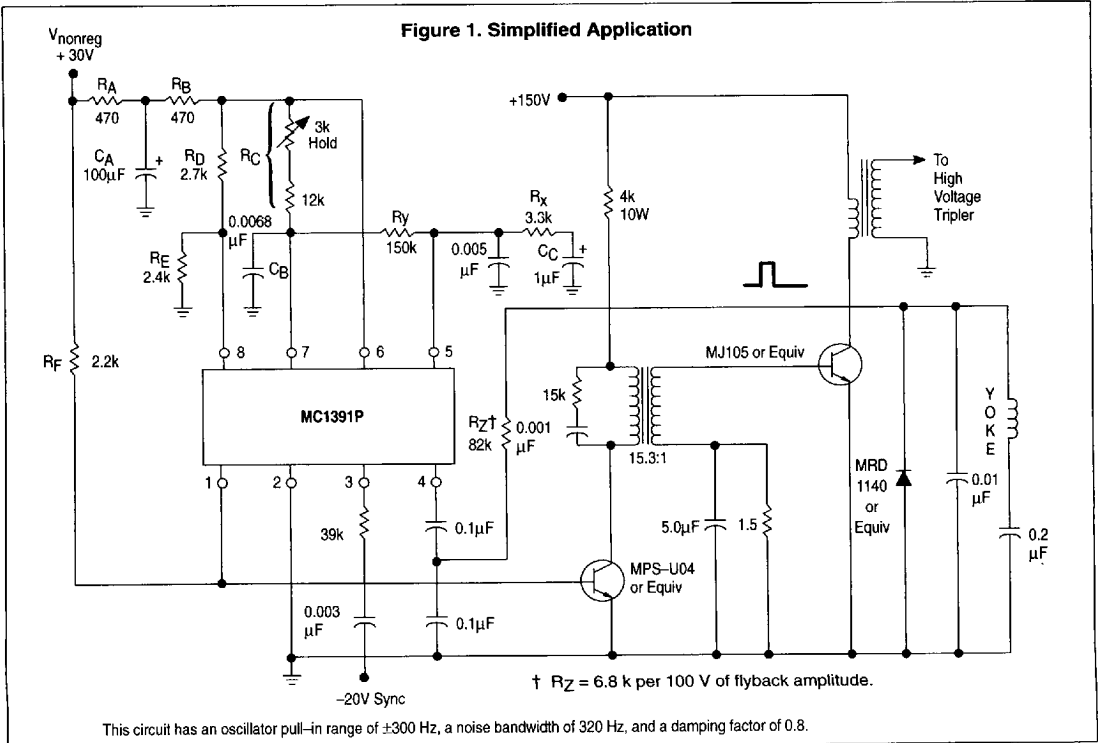 Figure 1. Simplified Application
Vnonreg
+ 30V
RA
470
RB
470
CA
100μF
+
RD
2.7k
RC
3k
Hold
12k
0.0068
μF
RE
2.4k
CB
Ry
150k
0.005
μF
Rx
3.3k
CC
1μF
+
+150V
4k
10W
To
High
Voltage
Tripler
RF
2.2k
8
7
6
5
MC1391P
1
2
3
4
39k
0.1μF
0.003
μF
0.1μF
–20V Sync
RZ†
82k
15k
0.001
μF
15.3:1
MJ105 or Equiv
MPS–U04
or Equiv
5.0μF
1.5
MRD
1140
or
Equiv
0.01
μF
YOKE
0.2
μF
† RZ = 6.8 k per 100 V of flyback amplitude.
This circuit has an oscillator pull–in range of ±300 Hz, a noise bandwidth of 320 Hz, and a damping factor of 0.8.